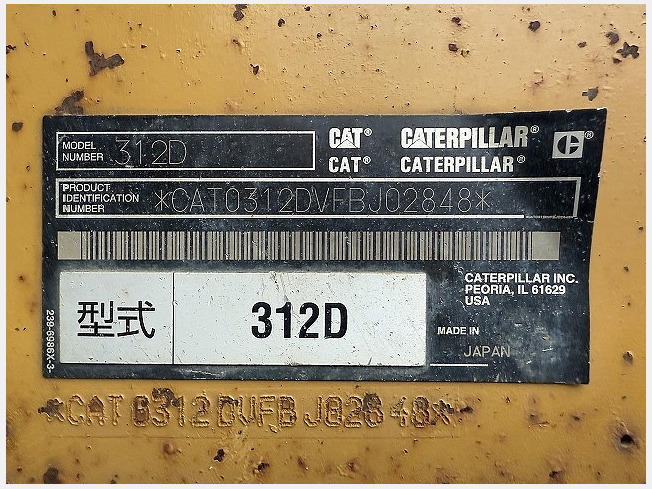 MODEL NUMBER 312D
CAT® CATERPILLAR®
CAT® CATERPILLAR®
PRODUCT IDENTIFICATION NUMBER *CAT0312DVFBJ02848*
CATERPILLAR INC.
PEORIA, IL 61629
USA
型式 312D
MADE IN
JAPAN
239-6986X-3
*CAT0312DVFBJ02848*